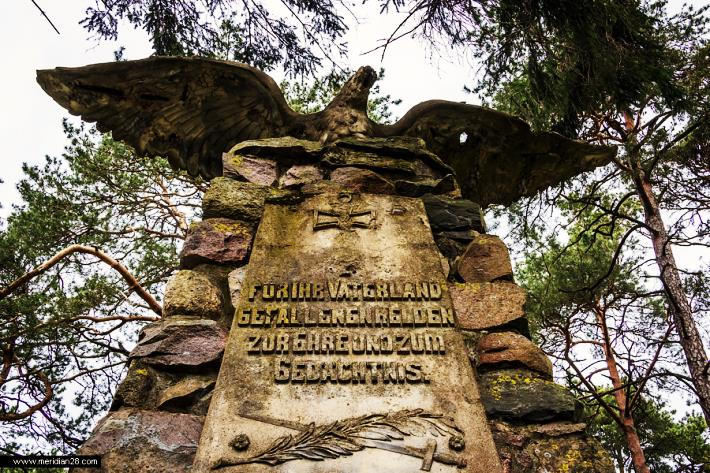 FÜR IHR VATERLAND
GEFALLENEN HELDEN
ZUR EHRE UND ZUM
GEDÄCHTNIS.
www.meridian28.com